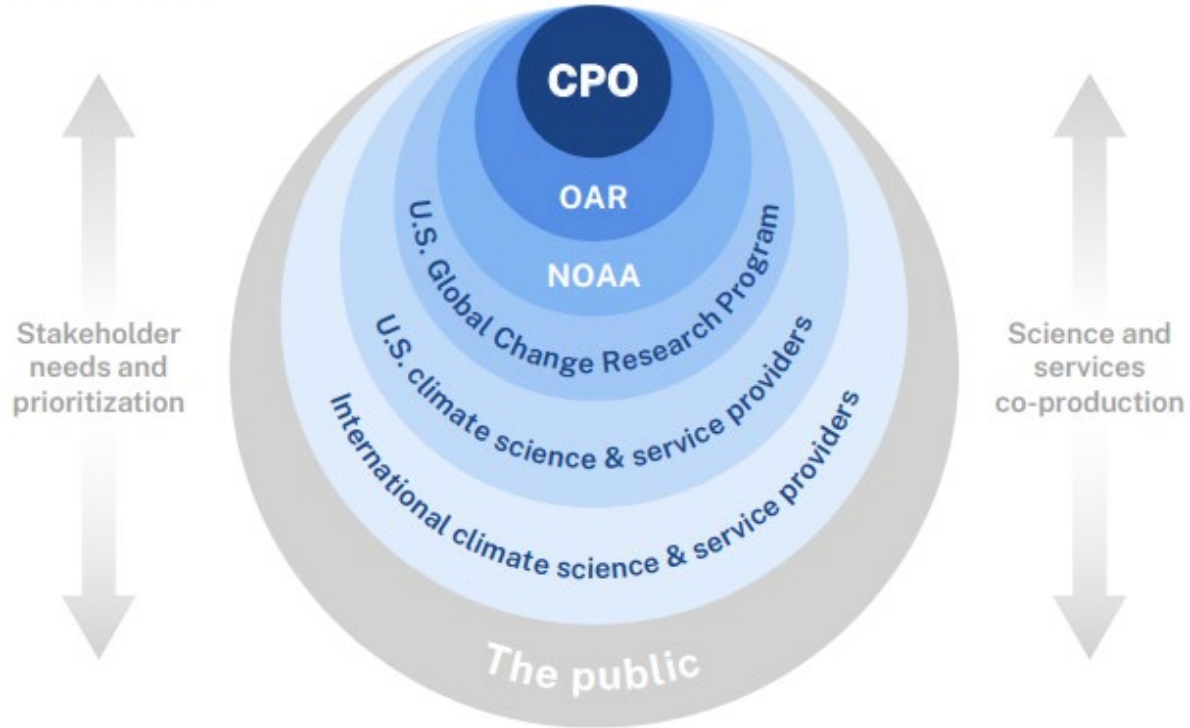 CPO
OAR
NOAA
U.S. Global Change Research Program
U.S. climate science & service providers
International climate science & service providers
The public
Stakeholder
needs and
prioritization
Science and
services
co-production